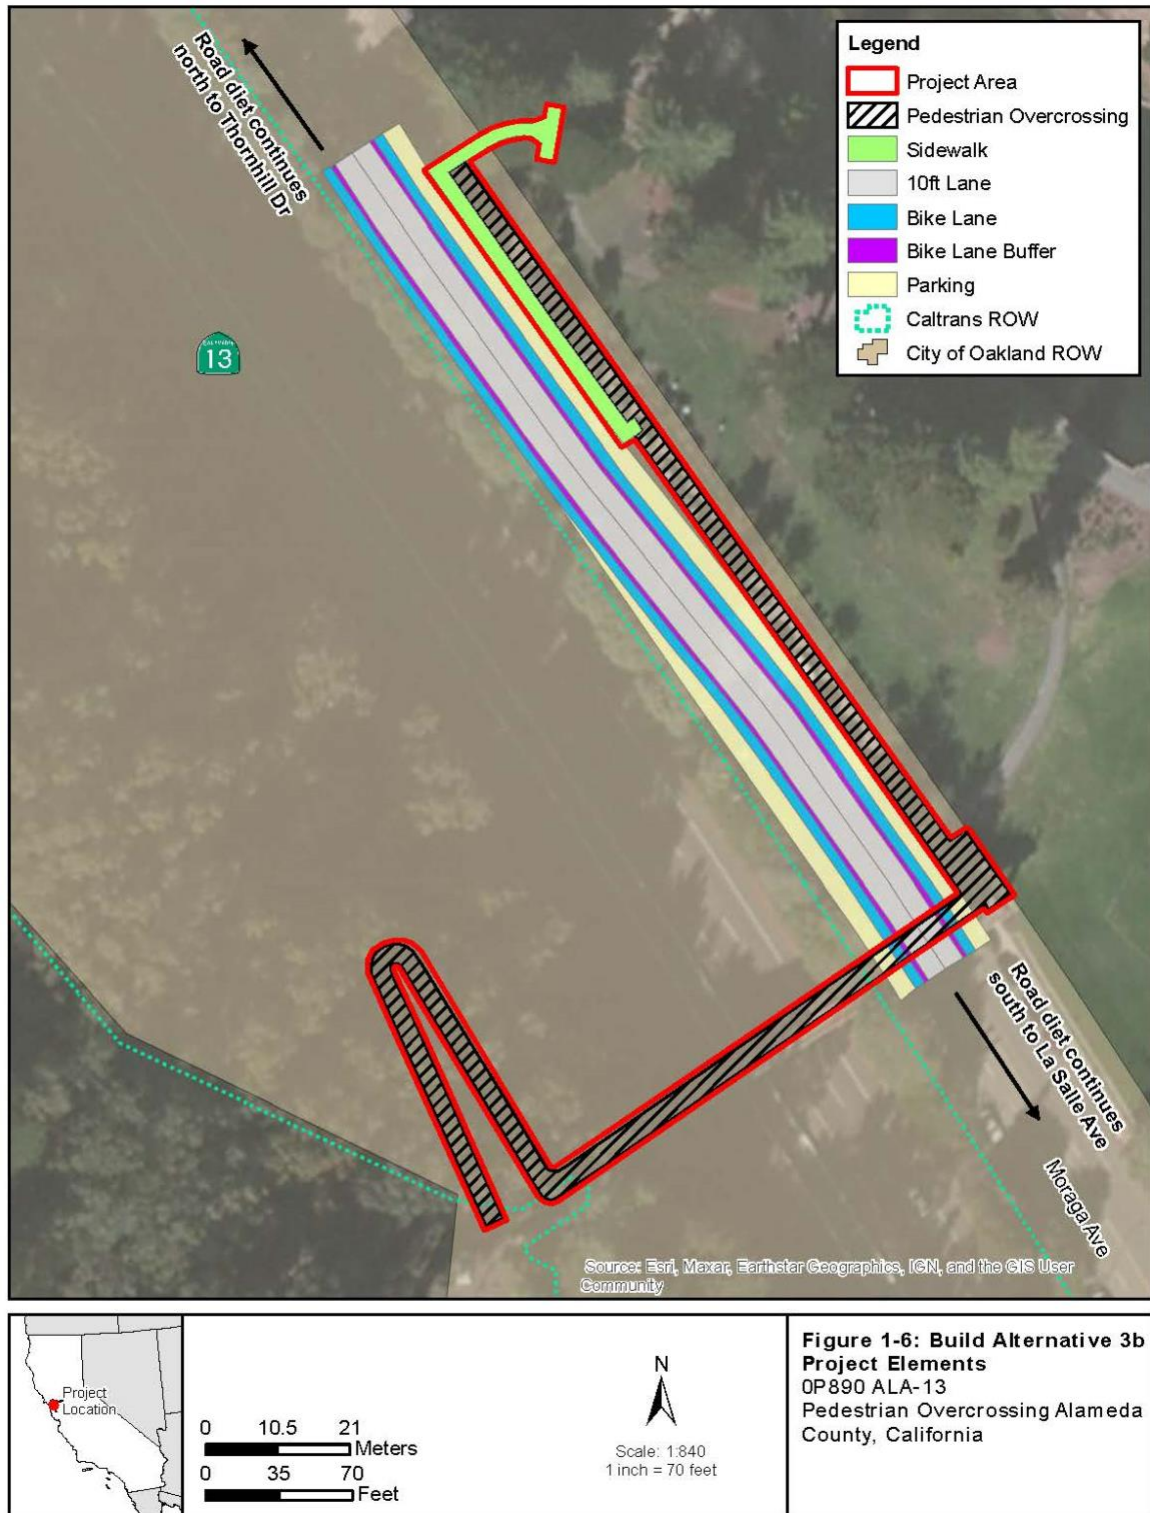 Road diet continues
north to Thornhill Dr
Legend
Project Area
Pedestrian Overcrossing
Sidewalk
10ft Lane
Bike Lane
Bike Lane Buffer
Parking
Caltrans ROW
City of Oakland ROW
13
Road diet continues
south to La Salle Ave
Moraga Ave
Source: Esri, Maxar, Earthstar Geographics, IGN, and the GIS User
Community
Project
Location
0 10.5 21
Meters
0 35 70
Feet
N
Scale: 1:840
1 inch = 70 feet
Figure 1-6: Build Alternative 3b
Project Elements
0P890 ALA-13
Pedestrian Overcrossing Alameda
County, California